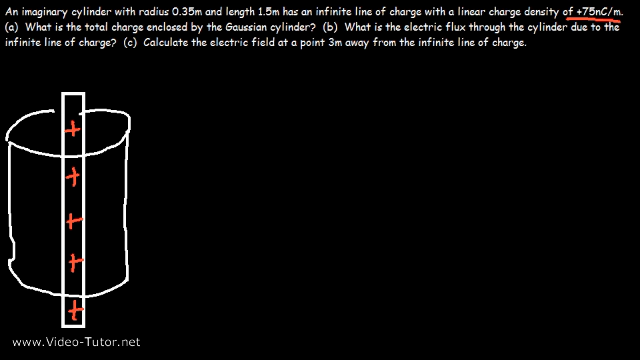 An imaginary cylinder with radius 0.35m and length 1.5m has an infinite line of charge with a linear charge density of +75nC/m.
(a) What is the total charge enclosed by the Gaussian cylinder? (b) What is the electric flux through the cylinder due to the
infinite line of charge? (c) Calculate the electric field at a point 3m away from the infinite line of charge.
+
+
+
+
+
www.Video-Tutor.net